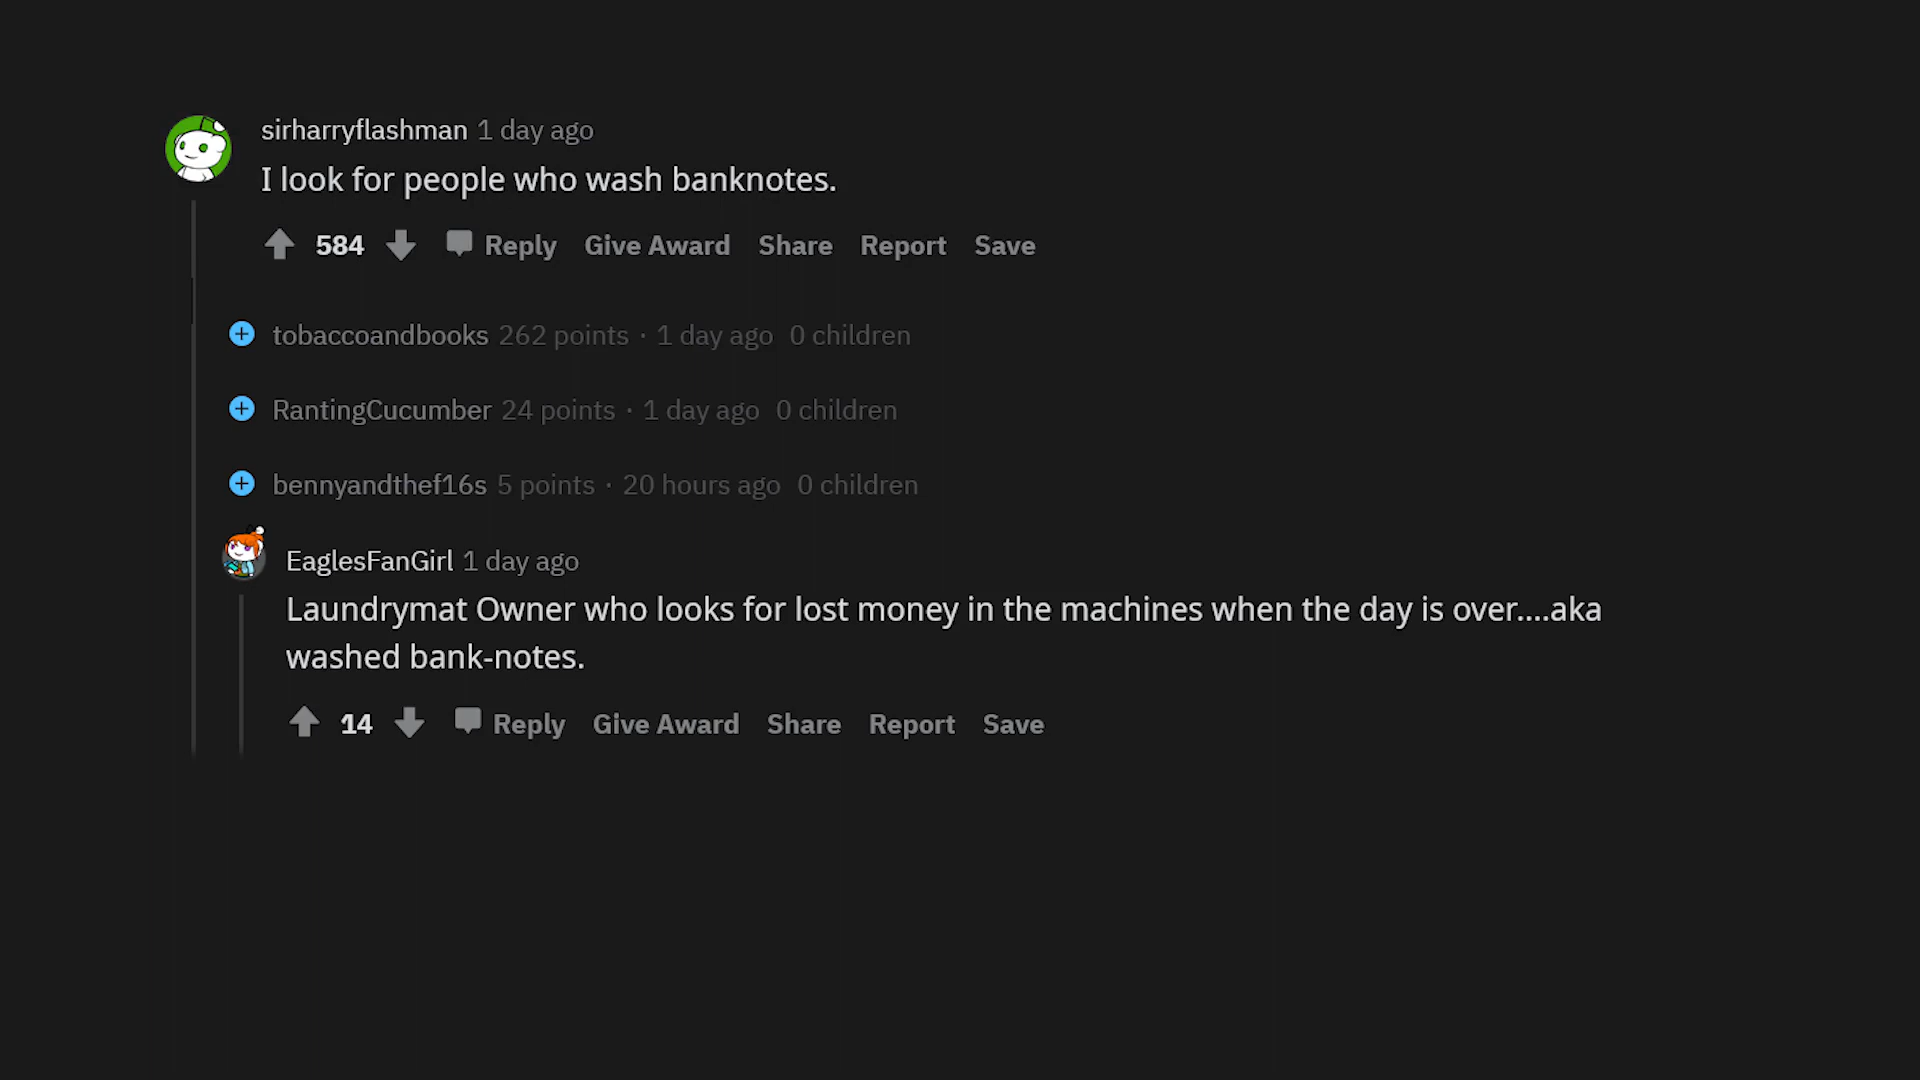 sirharryflashman 1 day ago
I look for people who wash banknotes.
584 Reply Give Award Share Report Save
tobaccoandbooks 262 points · 1 day ago 0 children
RantingCucumber 24 points · 1 day ago 0 children
bennyandthef16s 5 points · 20 hours ago 0 children
EaglesFanGirl 1 day ago
Laundrymat Owner who looks for lost money in the machines when the day is over....aka
washed bank-notes.
14 Reply Give Award Share Report Save